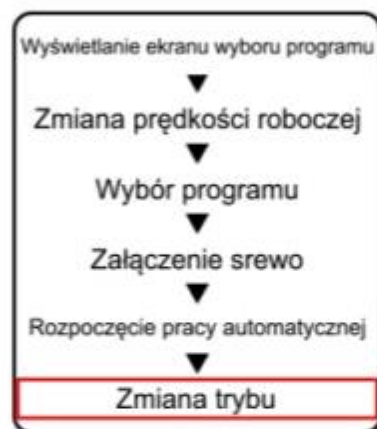 Wyświetlanie ekranu wyboru programu
Zmiana prędkości roboczej
Wybór programu
Załączenie srewo
Rozpoczęcie pracy automatycznej
Zmiana trybu